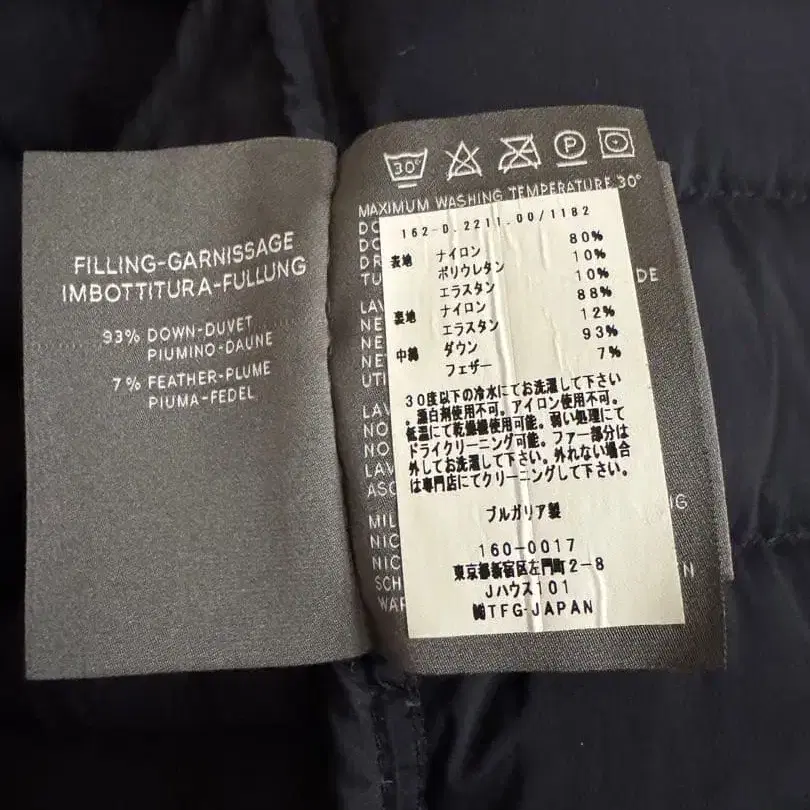 FILLING-GARNISSAGE
IMBOTTITURA-FULLUNG
93% DOWN-DUVET
PIUMINO-DAUNE
7% FEATHER-PLUME
PIUMA-FEDEL
30°
P
MAXIMUM WASHING TEMPERATURE 30°
162-D.2211.00/1182
表地 ナイロン 80%
ポリウレタン 10%
エラスタン 10%
裏地 ナイロン 88%
エラスタン 12%
中綿 ダウン 93%
フェザー 7%
30度以下の冷水にてお洗濯して下さい
。漂白剤使用不可。アイロン使用不可。
低温にて乾燥機使用可能。弱い処理にて
ドライクリーニング可能。ファー部分は
外してお洗濯して下さい。外れない場合
は専門店にてクリーニングして下さい。
ブルガリア製
160-0017
東京都新宿区左門町2-8
Jハウス101
㈱TFG-JAPAN